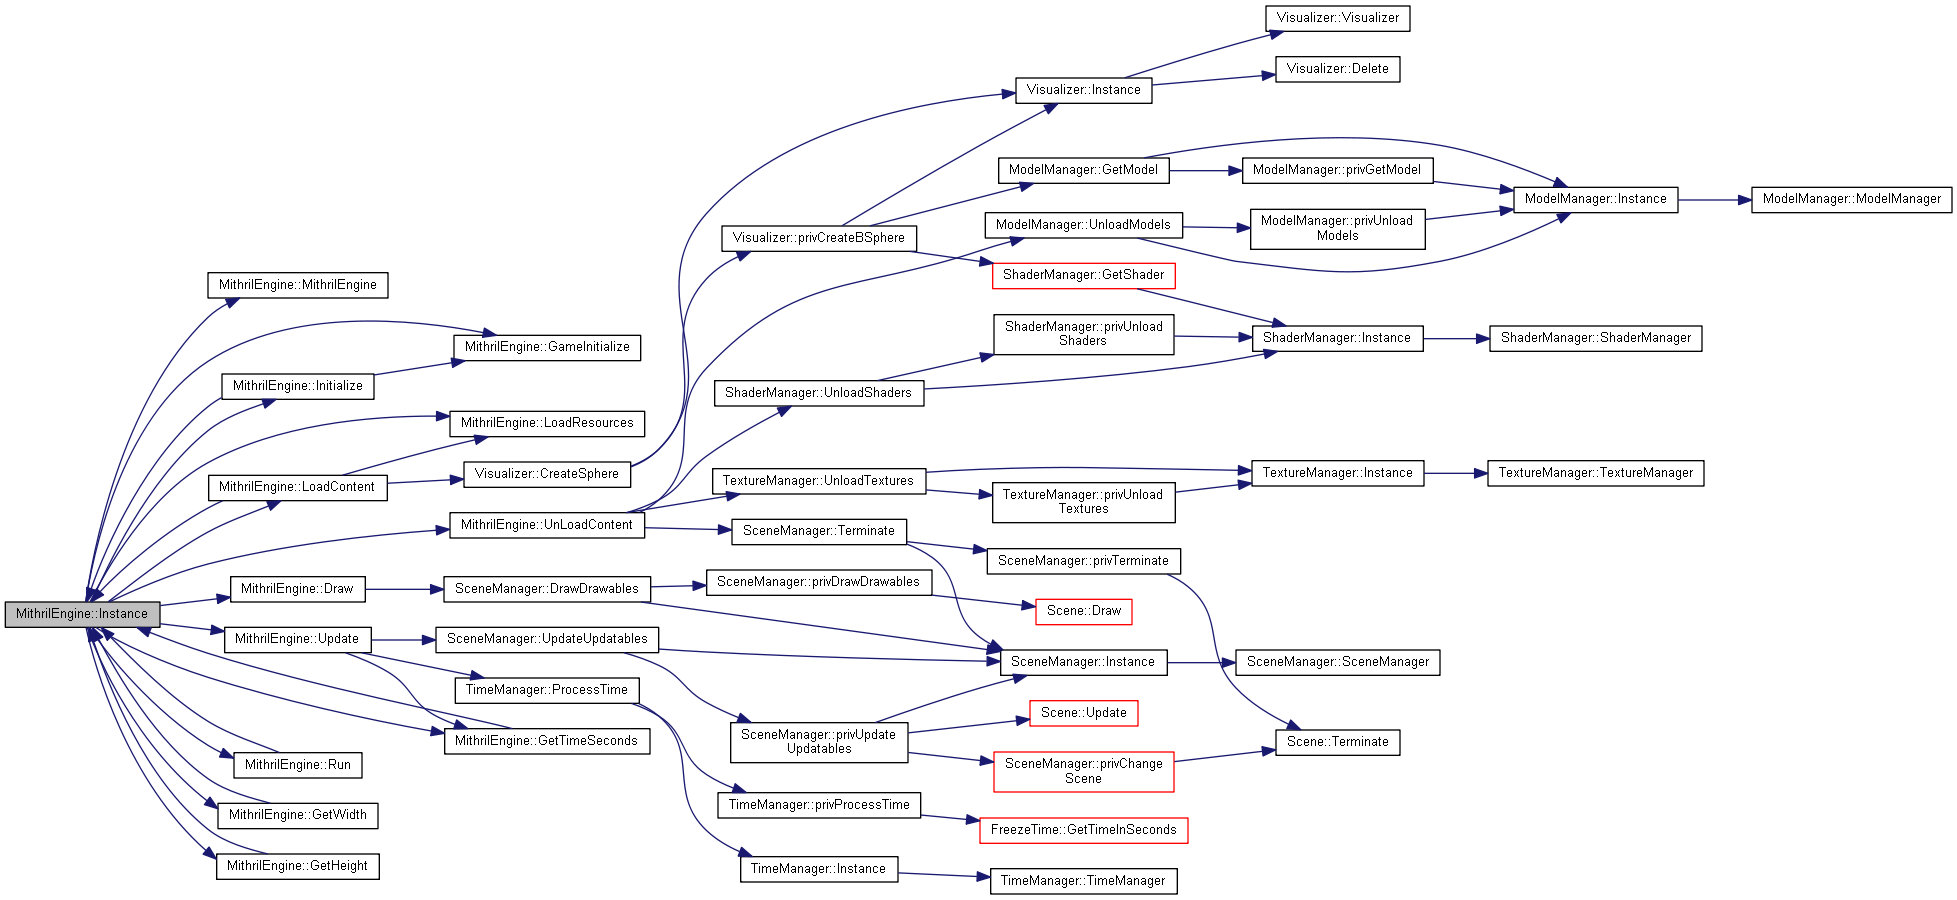 Visualizer::Visualizer
Visualizer::Delete
Visualizer::Instance
ModelManager::GetModel
ModelManager::privGetModel
ModelManager::Instance
ModelManager::ModelManager
ModelManager::UnloadModels
ModelManager::privUnload
Models
Visualizer::privCreateBSphere
ShaderManager::GetShader
MithrilEngine::MithrilEngine
ShaderManager::privUnload
Shaders
ShaderManager::Instance
ShaderManager::ShaderManager
MithrilEngine::GameInitialize
MithrilEngine::Initialize
ShaderManager::UnloadShaders
MithrilEngine::LoadResources
Visualizer::CreateSphere
MithrilEngine::LoadContent
TextureManager::UnloadTextures
TextureManager::Instance
TextureManager::TextureManager
TextureManager::privUnload
Textures
MithrilEngine::UnLoadContent
SceneManager::Terminate
SceneManager::privTerminate
MithrilEngine::Draw
SceneManager::DrawDrawables
SceneManager::privDrawDrawables
Scene::Draw
MithrilEngine::Instance
MithrilEngine::Update
SceneManager::UpdateUpdatables
SceneManager::Instance
SceneManager::SceneManager
TimeManager::ProcessTime
Scene::Update
MithrilEngine::GetTimeSeconds
SceneManager::privUpdate
Updatables
Scene::Terminate
MithrilEngine::Run
SceneManager::privChange
Scene
TimeManager::privProcessTime
MithrilEngine::GetWidth
FreezeTime::GetTimeInSeconds
MithrilEngine::GetHeight
TimeManager::Instance
TimeManager::TimeManager